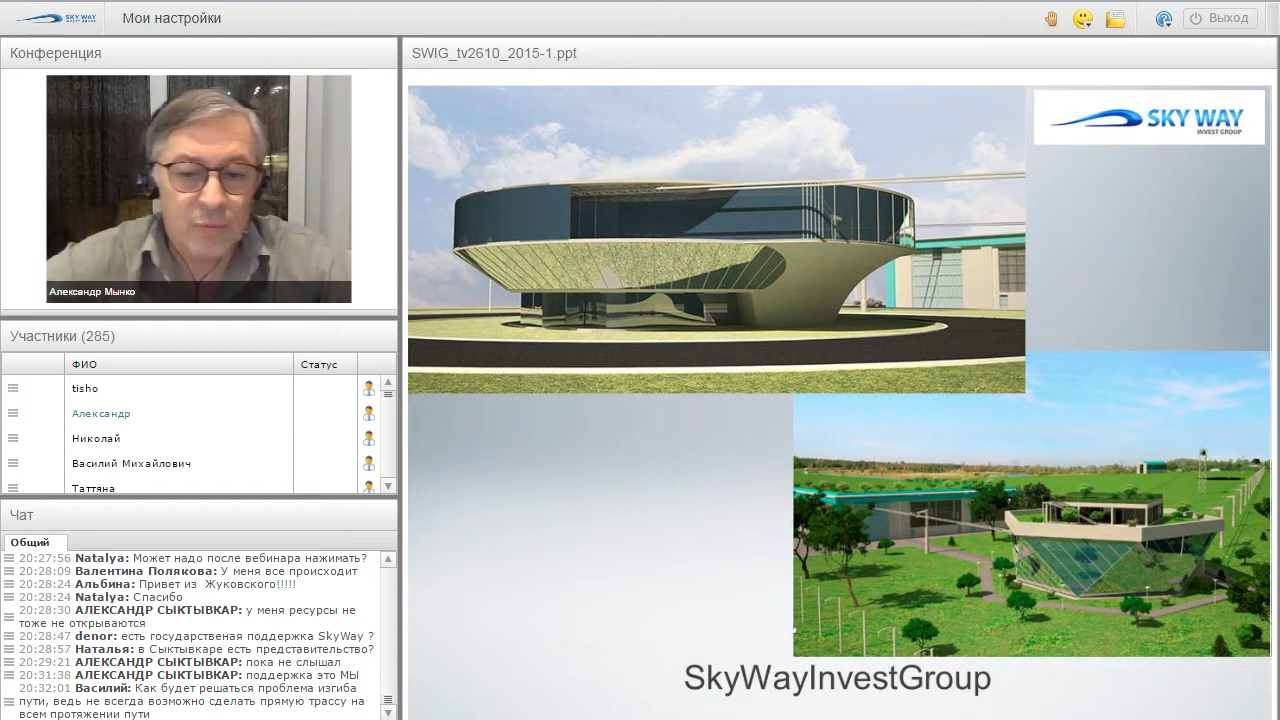 SKY WAY
INVEST GROUP
Мои настройки
Выход
Конференция
Александр Мынко
Участники (285)
ФИО
Статус
tisho
Александр
Николай
Василий Михайлович
Таттяна
Чат
Общий
20:27:56 Natalya: Может надо после вебинара нажимать?
20:28:09 Валентина Полякова: У меня все происходит
20:28:24 Альбина: Привет из Жуковского!!!!!
20:28:24 Natalya: Спасибо
20:28:30 АЛЕКСАНДР СЫКТЫВКАР: у меня ресурсы не
тоже не открываются
20:28:47 denor: есть государственая поддержка SkyWay ?
20:28:57 Наталья: в Сыктывкаре есть представительство?
20:29:21 АЛЕКСАНДР СЫКТЫВКАР: пока не слышал
20:31:38 АЛЕКСАНДР СЫКТЫВКАР: поддержка это МЫ
20:32:01 Василий: Как будет решаться проблема изгиба
пути, ведь не всегда возможно сделать прямую трассу на
всем протяжении пути
SWIG_tv2610_2015-1.ppt
SKY WAY
INVEST GROUP
SkyWayInvestGroup